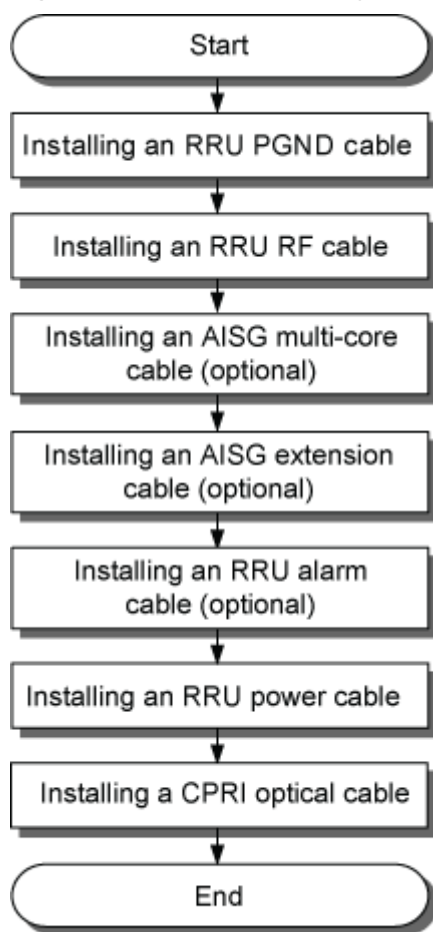 Start
Installing an RRU PGND cable
Installing an RRU RF cable
Installing an AISG multi-core
cable (optional)
Installing an AISG extension
cable (optional)
Installing an RRU alarm
cable (optional)
Installing an RRU power cable
Installing a CPRI optical cable
End